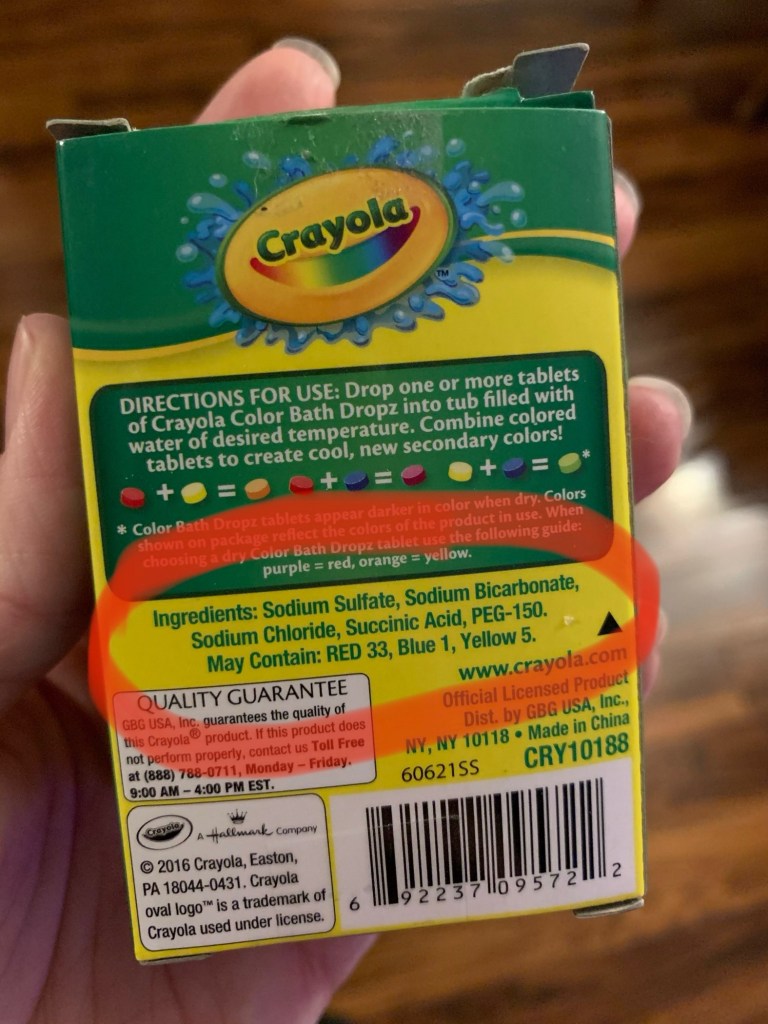 Crayola
™
DIRECTIONS FOR USE: Drop one or more tablets
of Crayola Color Bath Dropz into tub filled with
water of desired temperature. Combine colored
tablets to create cool, new secondary colors!
+ = + = + = *
* Color Bath Dropz tablets appear darker in color when dry. Colors
shown on package reflect the colors of the product in use. When
choosing a dry Color Bath Dropz tablet use the following guide:
purple = red, orange = yellow.
Ingredients: Sodium Sulfate, Sodium Bicarbonate,
Sodium Chloride, Succinic Acid, PEG-150.
May Contain: RED 33, Blue 1, Yellow 5.
QUALITY GUARANTEE
GBG USA, Inc. guarantees the quality of
this Crayola® product. If this product does
not perform properly, contact us Toll Free
at (888) 788-0711, Monday – Friday.
9:00 AM – 4:00 PM EST.
www.crayola.com
Official Licensed Product
Dist. by GBG USA, Inc.,
NY, NY 10118 • Made in China
60621SS CRY10188
Crayola A Hallmark Company
© 2016 Crayola, Easton,
PA 18044-0431. Crayola
oval logo™ is a trademark of
Crayola used under license.
6 92237 09572 2